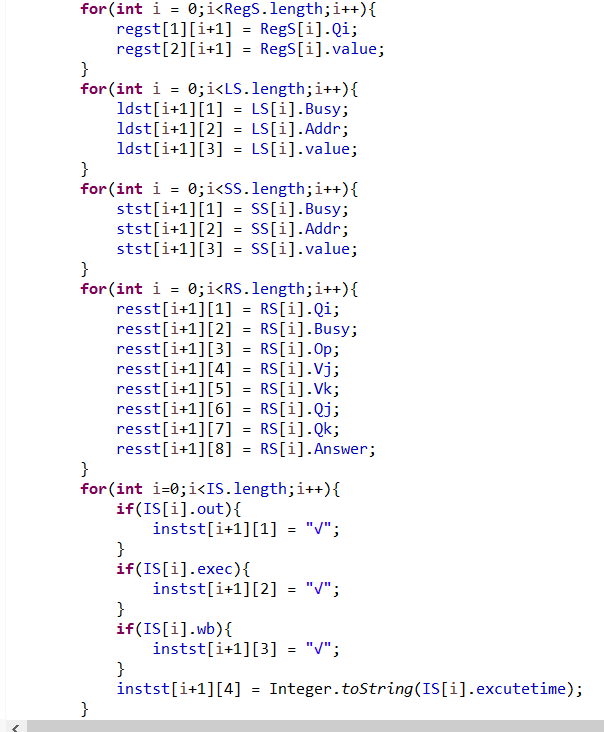 for(int i = 0;i<RegS.length;i++){
regst[1][i+1] = RegS[i].Qi;
regst[2][i+1] = RegS[i].value;
}
for(int i = 0;i<LS.length;i++){
ldst[i+1][1] = LS[i].Busy;
ldst[i+1][2] = LS[i].Addr;
ldst[i+1][3] = LS[i].value;
}
for(int i = 0;i<SS.length;i++){
stst[i+1][1] = SS[i].Busy;
stst[i+1][2] = SS[i].Addr;
stst[i+1][3] = SS[i].value;
}
for(int i = 0;i<RS.length;i++){
resst[i+1][1] = RS[i].Qi;
resst[i+1][2] = RS[i].Busy;
resst[i+1][3] = RS[i].Op;
resst[i+1][4] = RS[i].Vj;
resst[i+1][5] = RS[i].Vk;
resst[i+1][6] = RS[i].Qj;
resst[i+1][7] = RS[i].Qk;
resst[i+1][8] = RS[i].Answer;
}
for(int i=0;i<IS.length;i++){
if(IS[i].out){
instst[i+1][1] = "√";
}
if(IS[i].exec){
instst[i+1][2] = "√";
}
if(IS[i].wb){
instst[i+1][3] = "√";
}
instst[i+1][4] = Integer.toString(IS[i].excutetime);
}